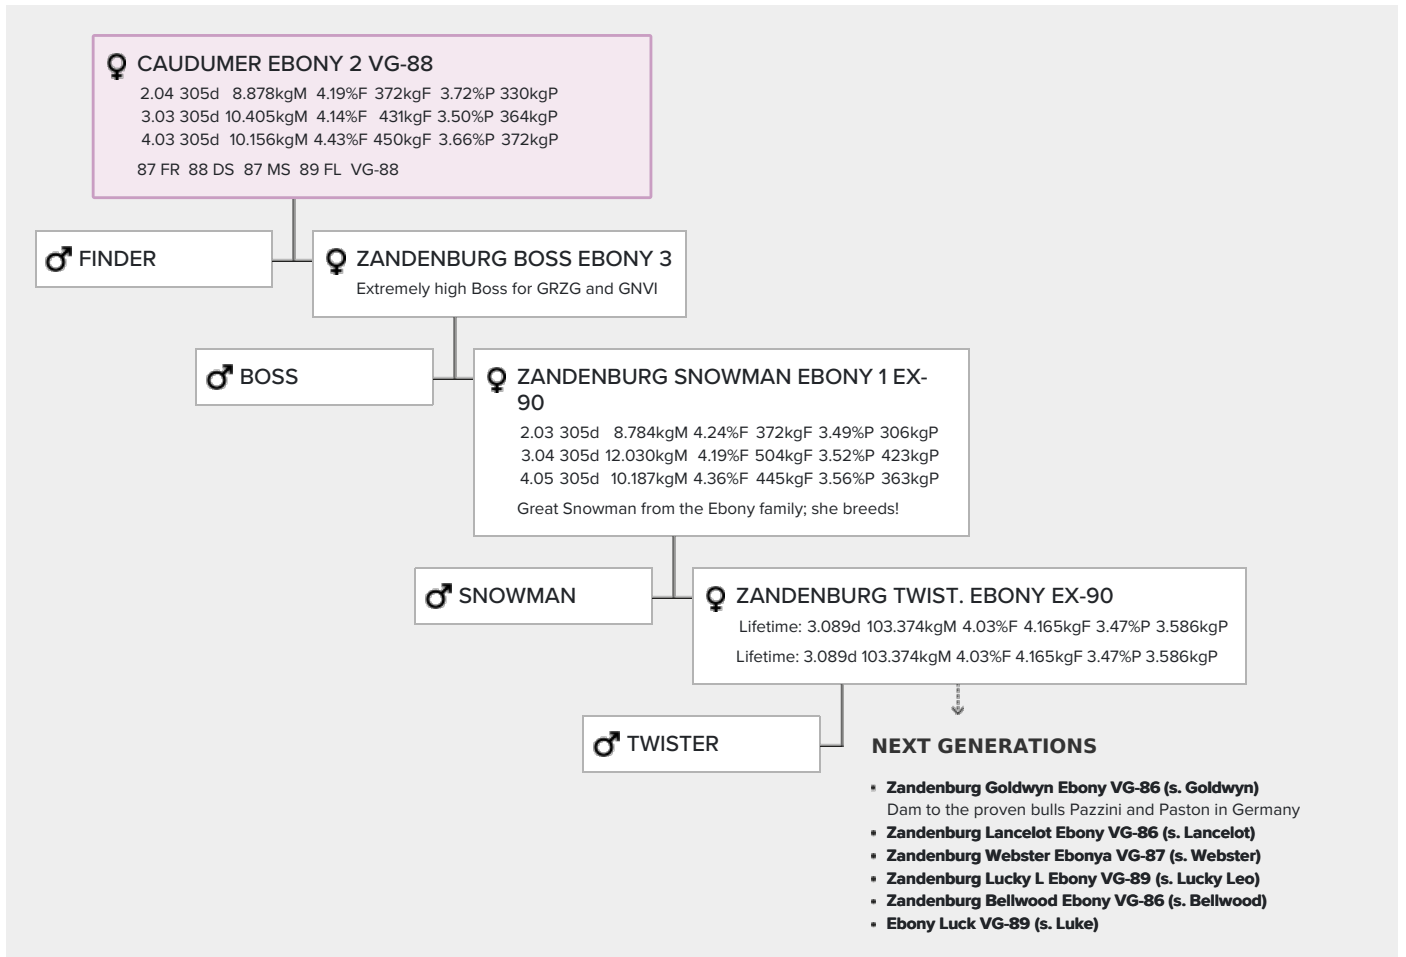 CAUDUMER EBONY 2 VG-88
2.04 305d 8.878kgM 4.19%F 372kgF 3.72%P 330kgP
3.03 305d 10.405kgM 4.14%F 431kgF 3.50%P 364kgP
4.03 305d 10.156kgM 4.43%F 450kgF 3.66%P 372kgP
87 FR 88 DS 87 MS 89 FL VG-88
FINDER
ZANDENBURG BOSS EBONY 3
Extremely high Boss for GRZG and GNVI
BOSS
ZANDENBURG SNOWMAN EBONY 1 EX-
90
2.03 305d 8.784kgM 4.24%F 372kgF 3.49%P 306kgP
3.04 305d 12.030kgM 4.19%F 504kgF 3.52%P 423kgP
4.05 305d 10.187kgM 4.36%F 445kgF 3.56%P 363kgP
Great Snowman from the Ebony family; she breeds!
SNOWMAN
ZANDENBURG TWIST. EBONY EX-90
Lifetime: 3.089d 103.374kgM 4.03%F 4.165kgF 3.47%P 3.586kgP
Lifetime: 3.089d 103.374kgM 4.03%F 4.165kgF 3.47%P 3.586kgP
TWISTER
NEXT GENERATIONS
• Zandenburg Goldwyn Ebony VG-86 (s. Goldwyn)
Dam to the proven bulls Pazzini and Paston in Germany
• Zandenburg Lancelot Ebony VG-86 (s. Lancelot)
• Zandenburg Webster Ebonya VG-87 (s. Webster)
• Zandenburg Lucky L Ebony VG-89 (s. Lucky Leo)
• Zandenburg Bellwood Ebony VG-86 (s. Bellwood)
• Ebony Luck VG-89 (s. Luke)